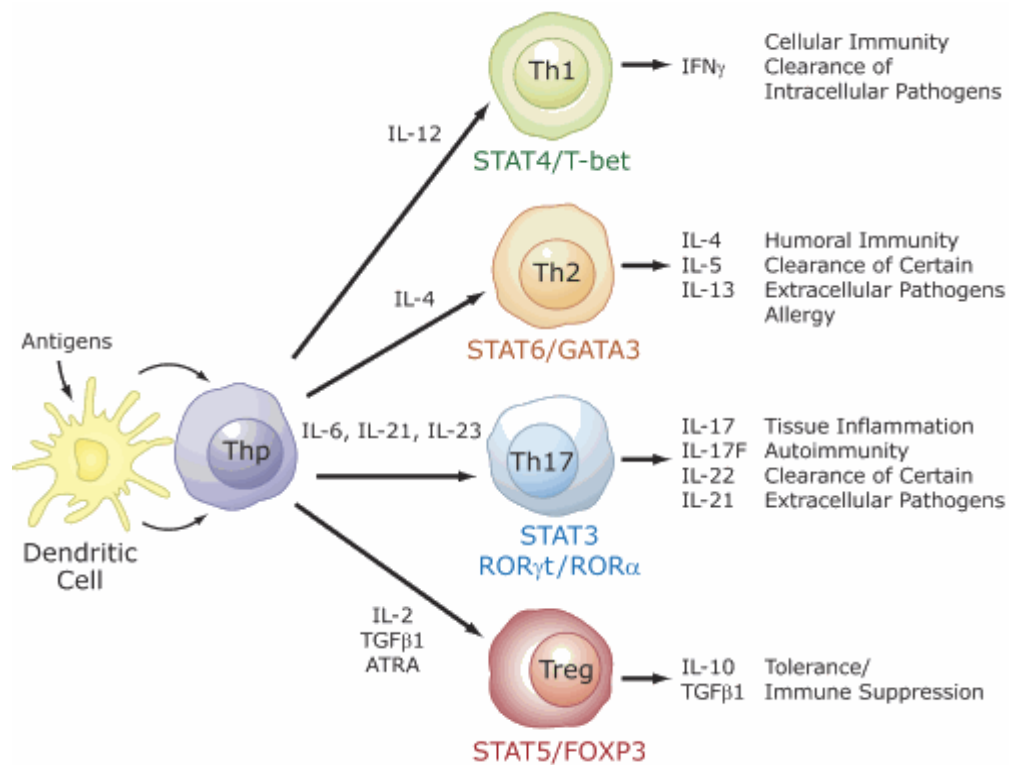 Antigens
Dendritic
Cell
Thp
IL-12
Th1
STAT4/T-bet
IFNγ
Cellular Immunity
Clearance of
Intracellular Pathogens
IL-4
Th2
STAT6/GATA3
IL-4 Humoral Immunity
IL-5 Clearance of Certain
IL-13 Extracellular Pathogens
Allergy
IL-6, IL-21, IL-23
Th17
STAT3
RORγt/RORα
IL-17 Tissue Inflammation
IL-17F Autoimmunity
IL-22 Clearance of Certain
IL-21 Extracellular Pathogens
IL-2
TGFβ1
ATRA
Treg
STAT5/FOXP3
IL-10 Tolerance/
TGFβ1 Immune Suppression